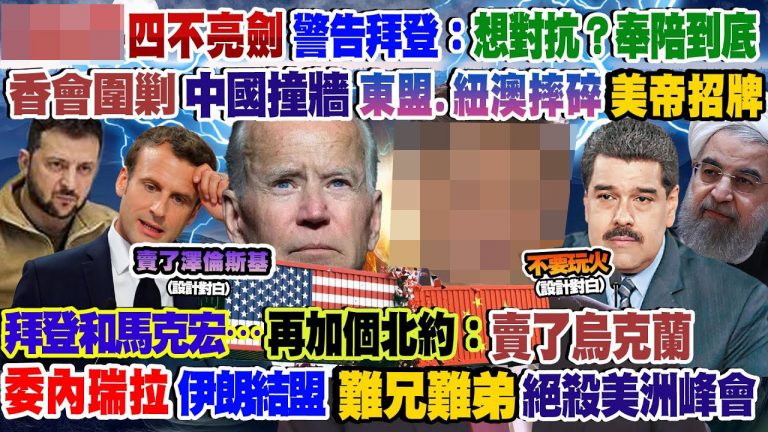 四不亮劍 警告拜登：想對抗？奉陪到底
香會圍剿 中國撞牆 東盟.紐澳摔碎 美帝招牌
賣了澤倫斯基
(設計對白)
不要玩火
(設計對白)
拜登和馬克宏…再加個北約：賣了烏克蘭
委內瑞拉 伊朗結盟 難兄難弟 絕殺美洲峰會